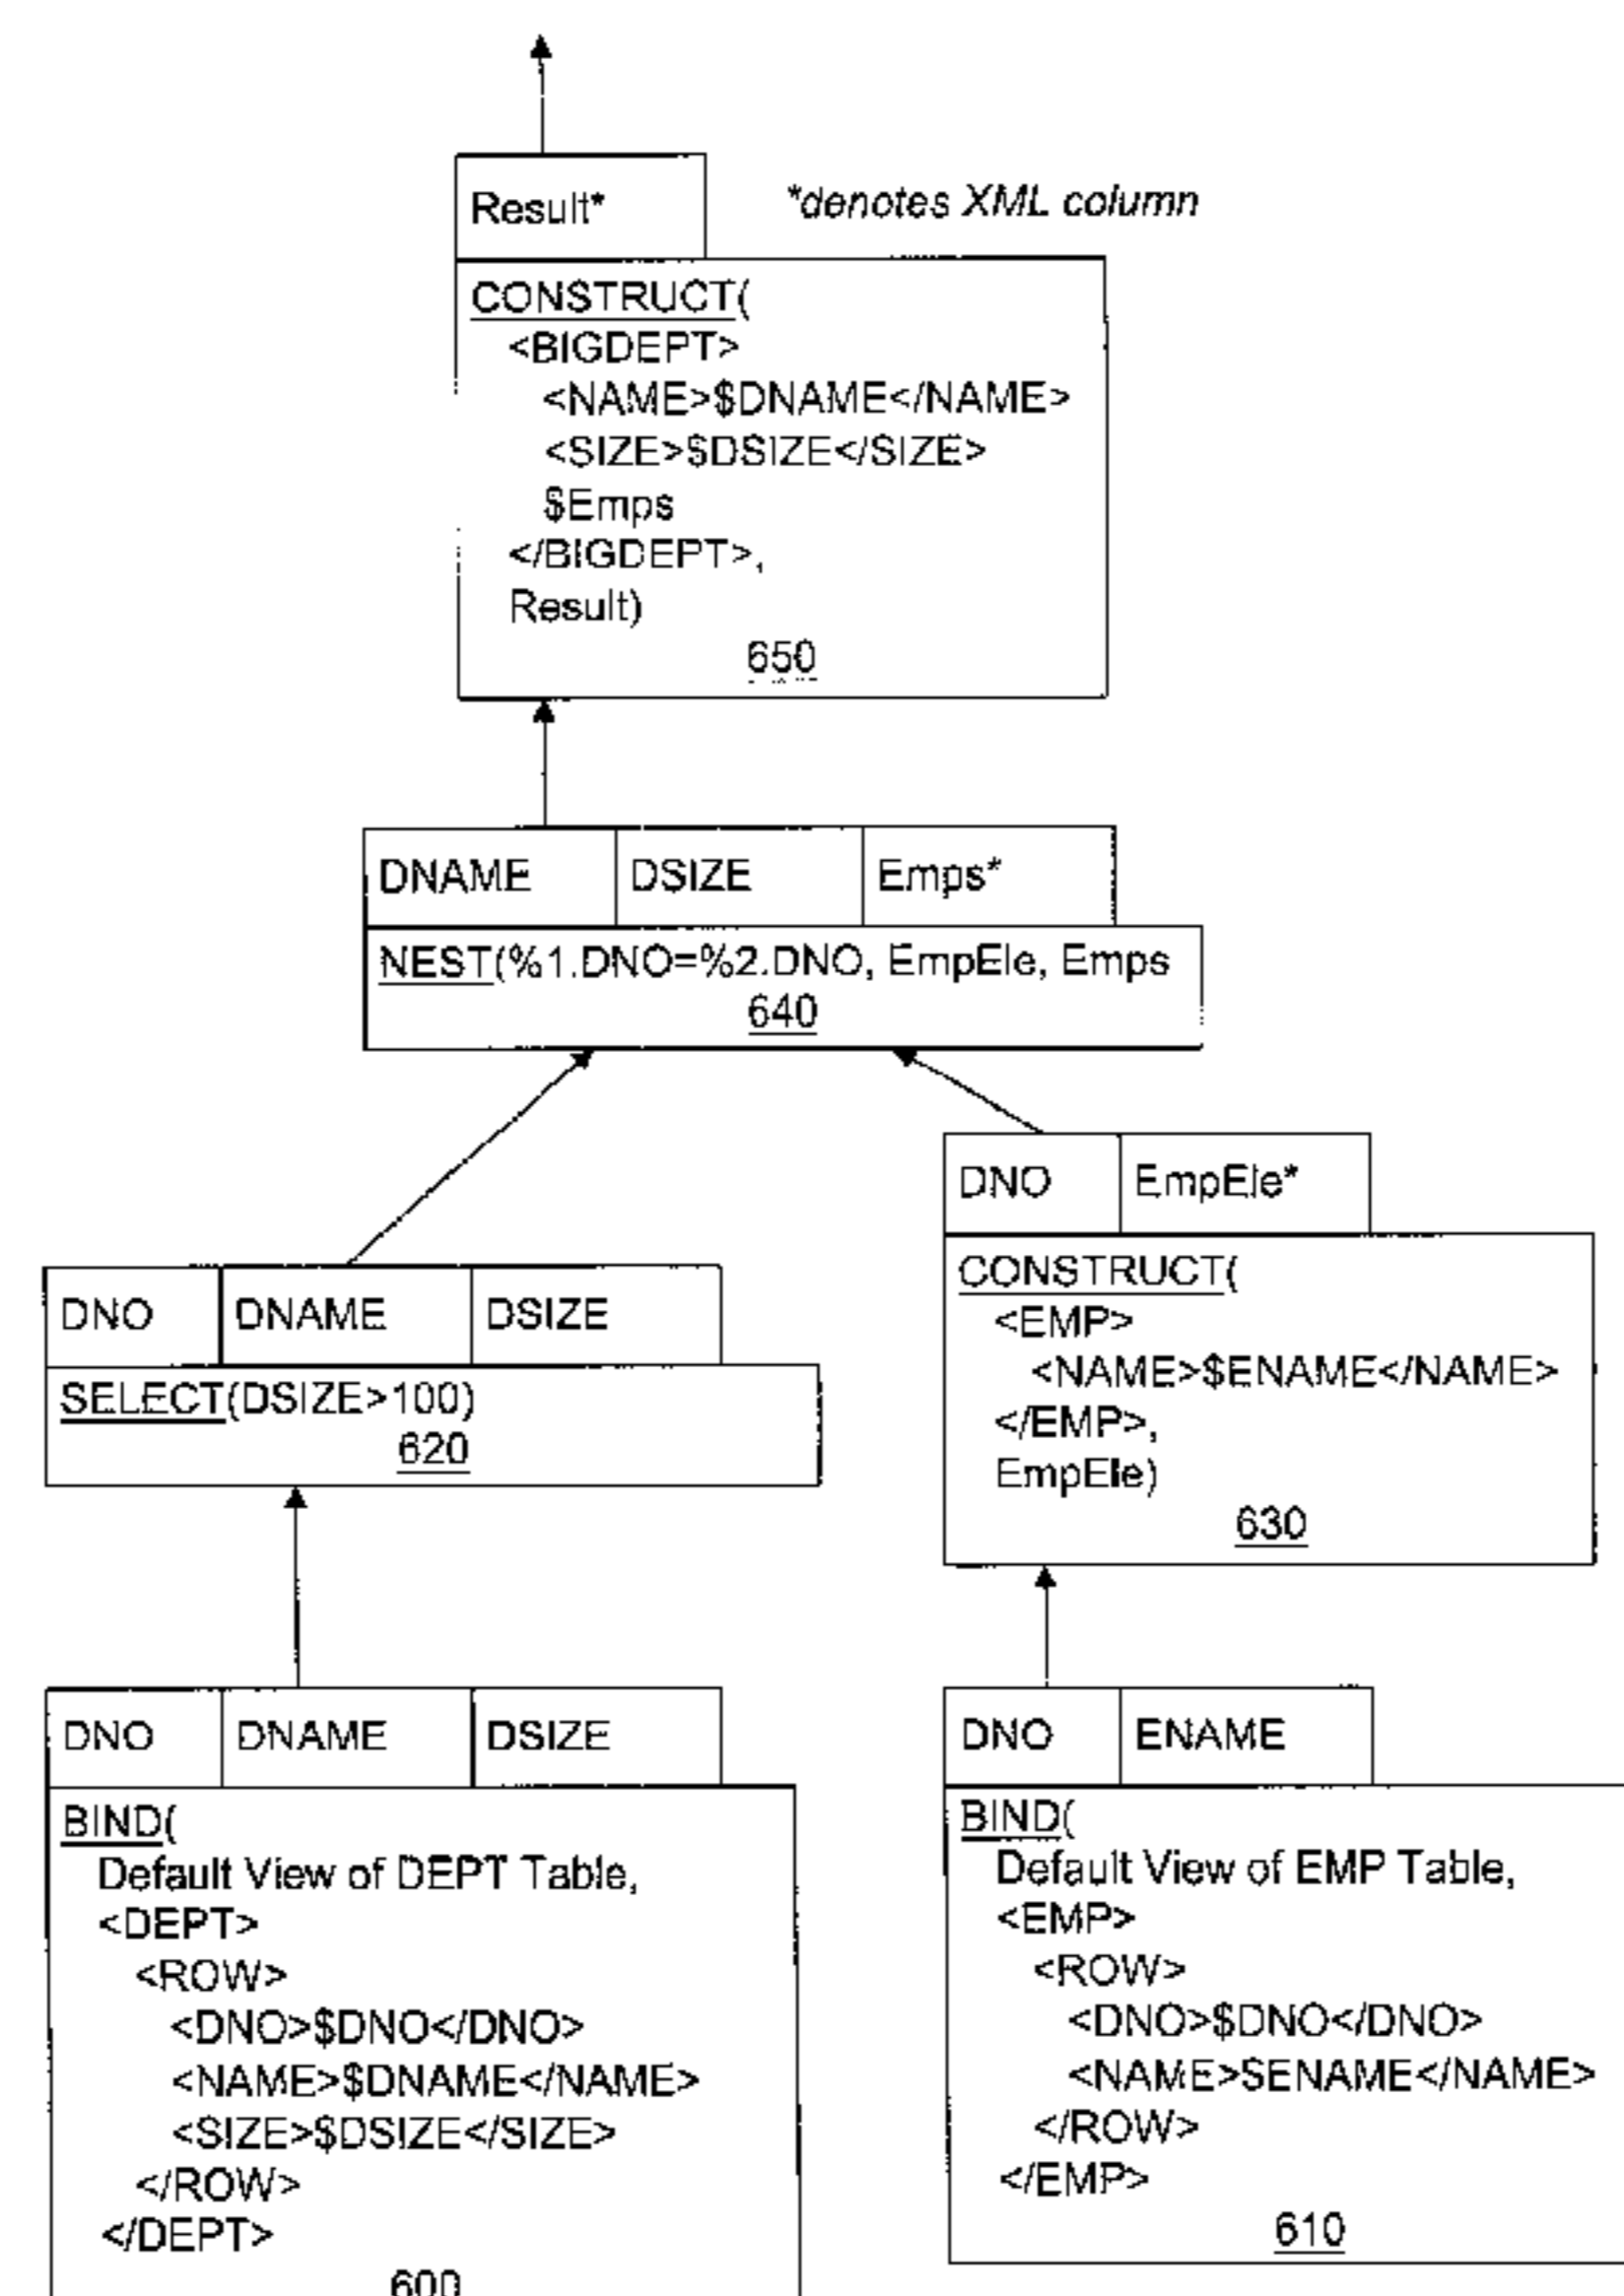 Result*
*denotes XML column
CONSTRUCT(
<BIGDEPT>
<NAME>$DNAME</NAME>
<SIZE>$DSIZE</SIZE>
$Emps
</BIGDEPT>,
Result)
650
DNAME DSIZE Emps*
NEST(%1.DNO=%2.DNO, EmpEle, Emps
640
DNO EmpEle*
CONSTRUCT(
<EMP>
<NAME>$ENAME</NAME>
</EMP>,
EmpEle)
630
DNO DNAME DSIZE
SELECT(DSIZE>100)
620
DNO DNAME DSIZE
BIND(
Default View of DEPT Table,
<DEPT>
<ROW>
<DNO>$DNO</DNO>
<NAME>$DNAME</NAME>
<SIZE>$DSIZE</SIZE>
</ROW>
</DEPT>
600
DNO ENAME
BIND(
Default View of EMP Table,
<EMP>
<ROW>
<DNO>$DNO</DNO>
<NAME>$ENAME</NAME>
</ROW>
</EMP>
610